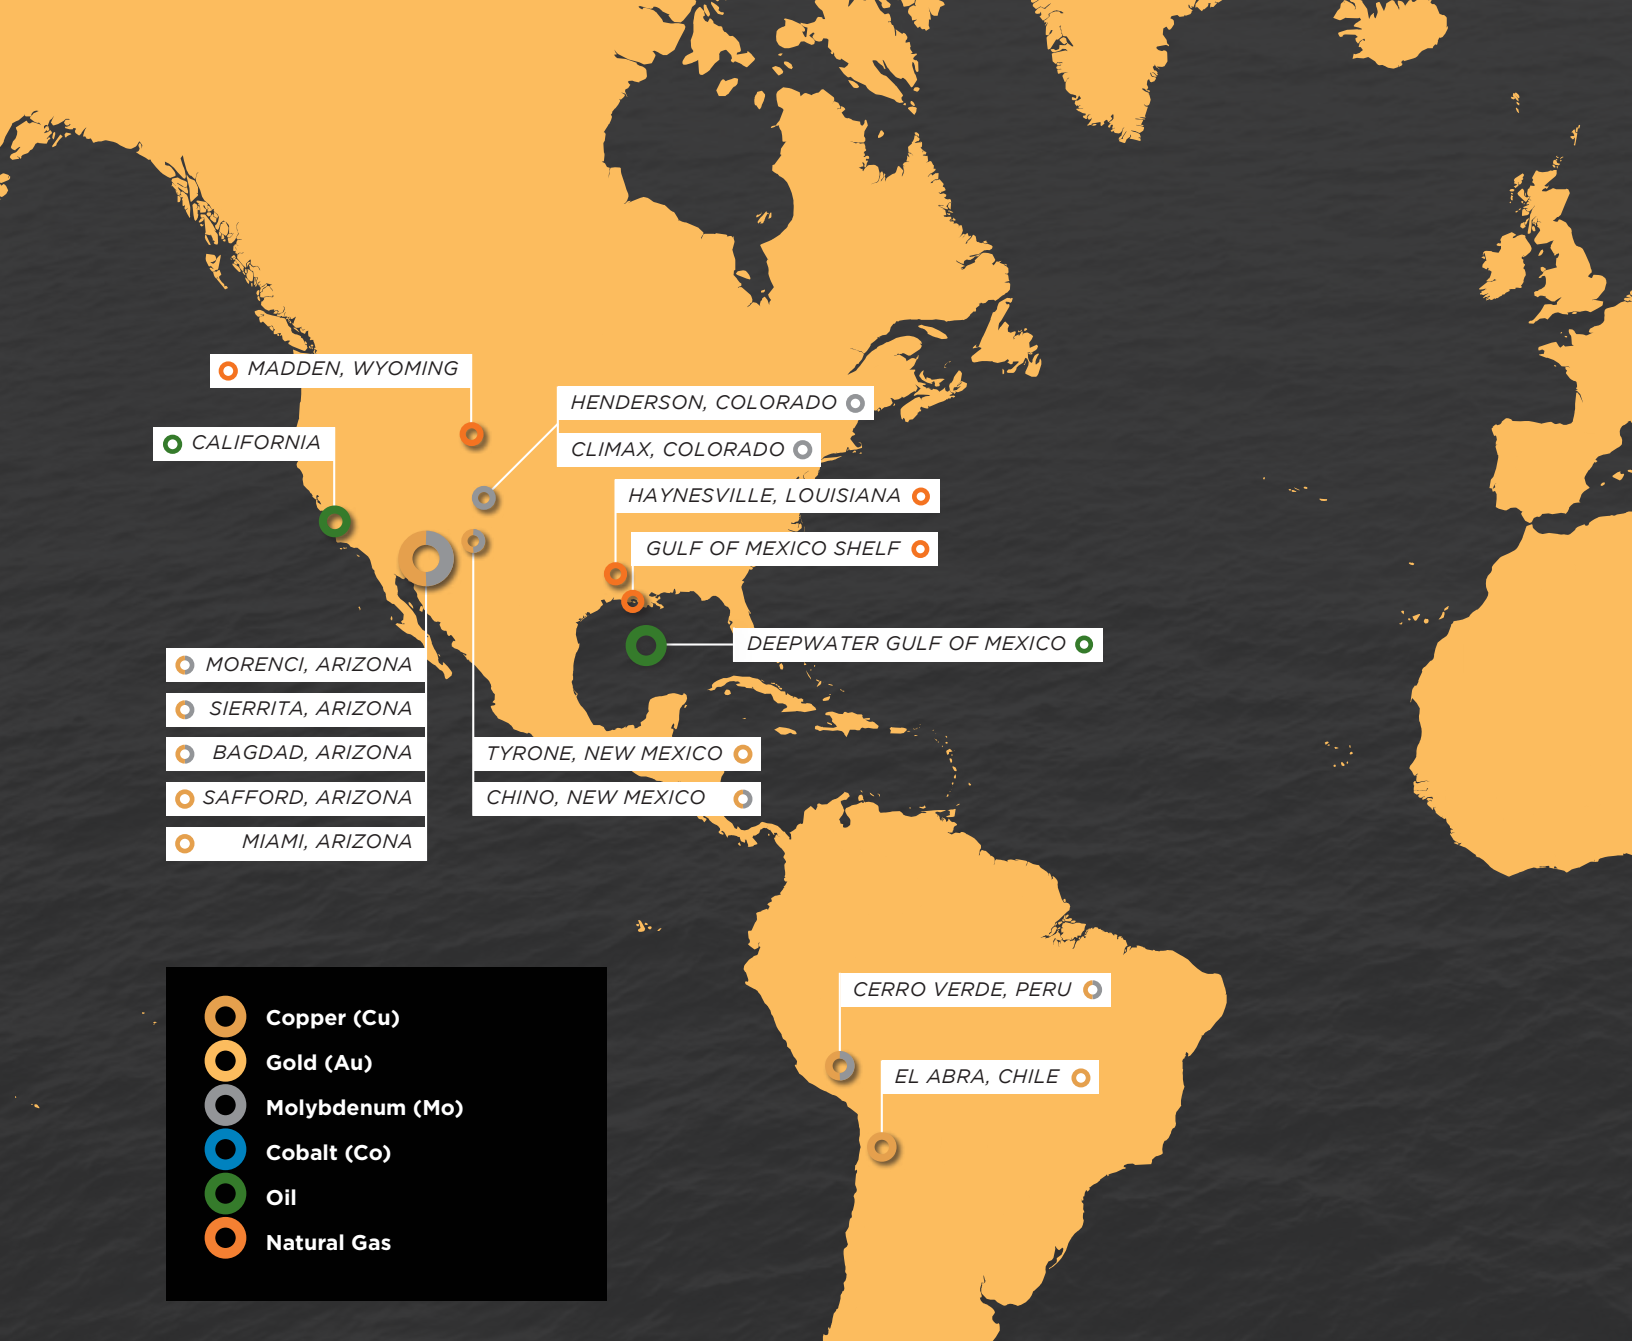 MADDEN, WYOMING
HENDERSON, COLORADO
CALIFORNIA
CLIMAX, COLORADO
HAYNESVILLE, LOUISIANA
GULF OF MEXICO SHELF
DEEPWATER GULF OF MEXICO
MORENCI, ARIZONA
SIERRITA, ARIZONA
BAGDAD, ARIZONA
SAFFORD, ARIZONA
MIAMI, ARIZONA
TYRONE, NEW MEXICO
CHINO, NEW MEXICO
CERRO VERDE, PERU
EL ABRA, CHILE
Copper (Cu)
Gold (Au)
Molybdenum (Mo)
Cobalt (Co)
Oil
Natural Gas